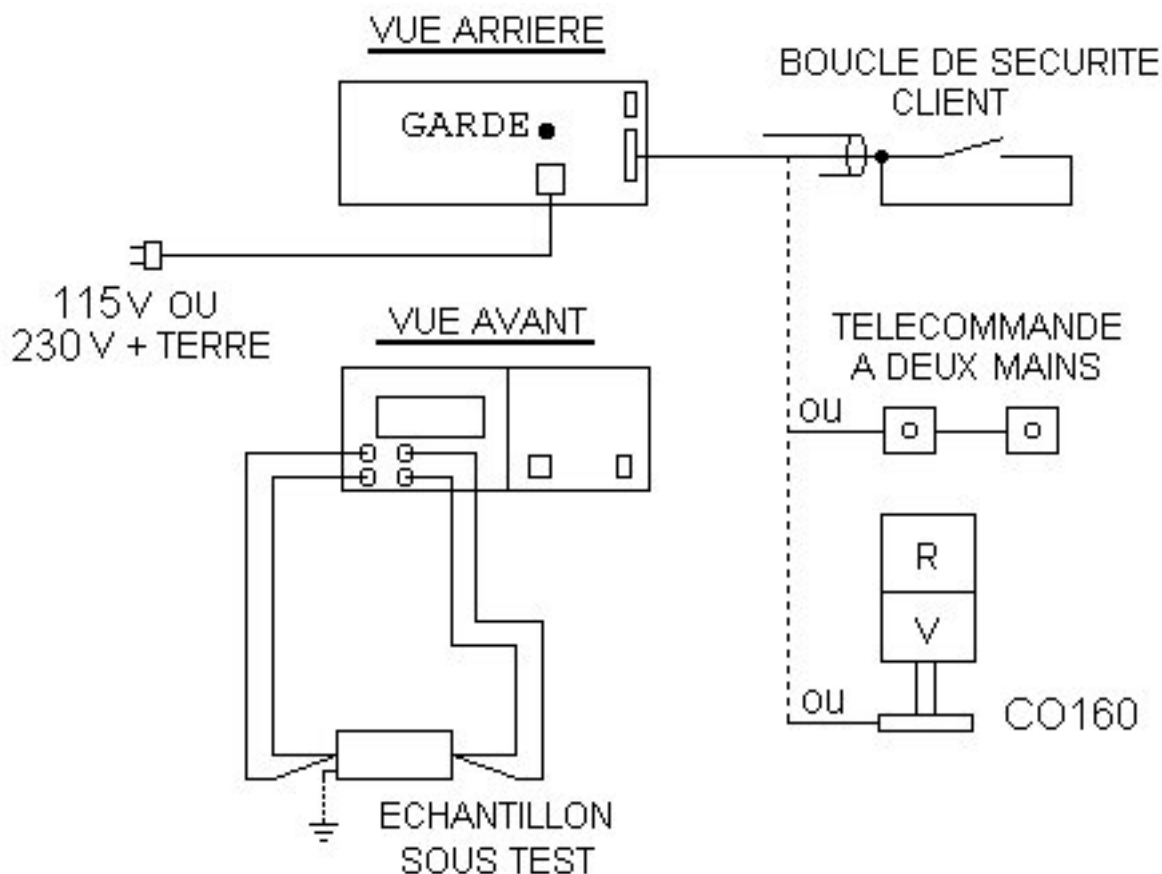 VUE ARRIERE
GARDE
BOUCLE DE SECURITE
CLIENT
115V OU
230V + TERRE
VUE AVANT
TELECOMMANDE
A DEUX MAINS
ou
R
V
ou
CO160
ECHANTILLON
SOUS TEST